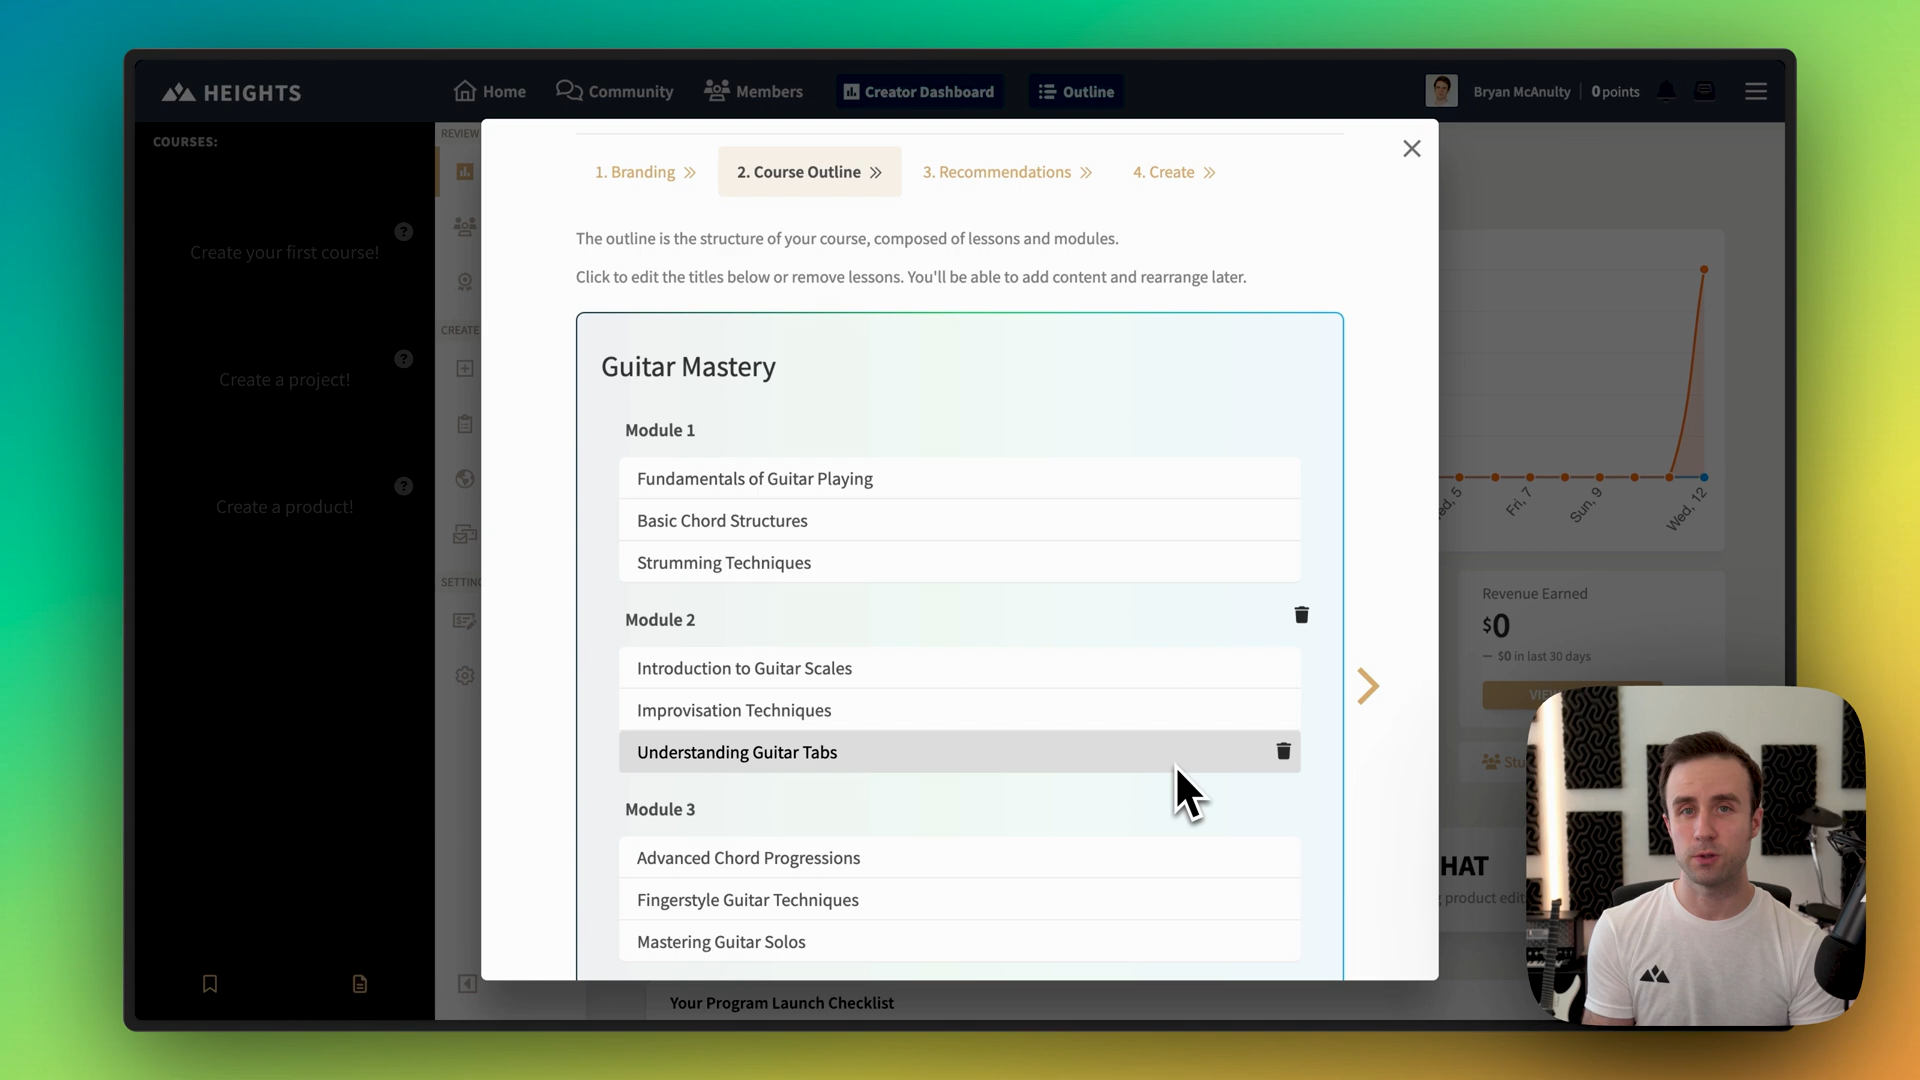 HEIGHTS
Home
Community
Members
Creator Dashboard
Outline
Bryan McAnulty
0 points
COURSES:
Create your first course!
?
Create a project!
?
Create a product!
?
REVIEW
CREATE
1. Branding
2. Course Outline
3. Recommendations
4. Create
The outline is the structure of your course, composed of lessons and modules.
Click to edit the titles below or remove lessons. You'll be able to add content and rearrange later.
Guitar Mastery
Module 1
Fundamentals of Guitar Playing
Basic Chord Structures
Strumming Techniques
Module 2
Introduction to Guitar Scales
Improvisation Techniques
Understanding Guitar Tabs
Module 3
Advanced Chord Progressions
Fingerstyle Guitar Techniques
Mastering Guitar Solos
Fri, 7
Sun, 9
Wed, 12
Revenue Earned
$0
— $0 in last 30 days
product
Your Program Launch Checklist